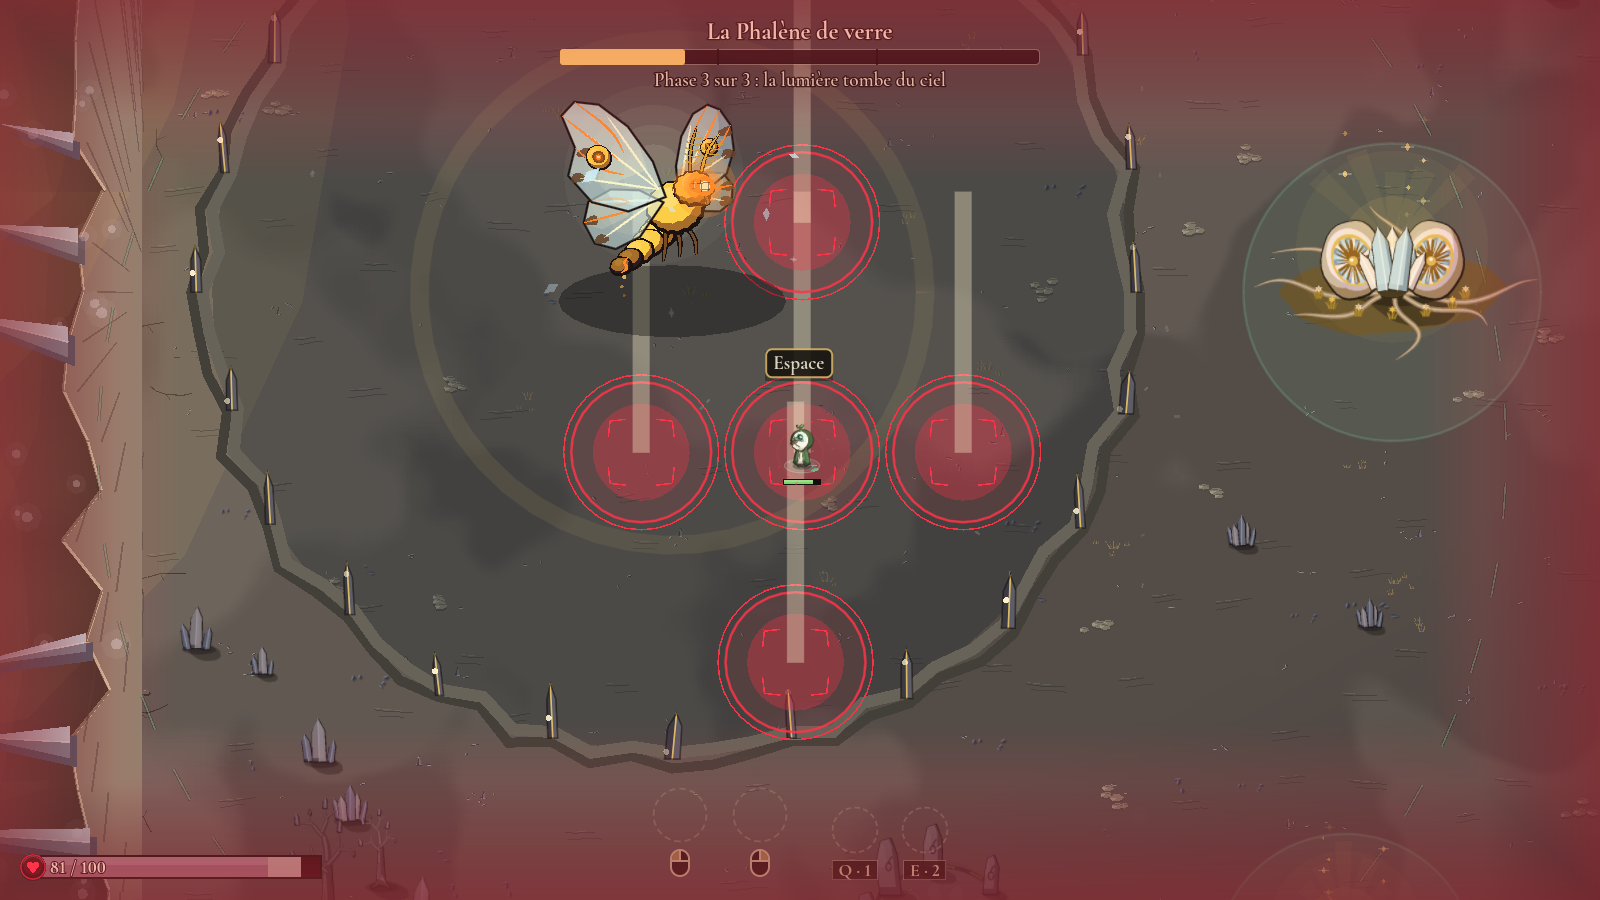 La Phalène de verre
Phase 3 sur 3 : la lumière tombe du ciel
Espace
81 / 100
Q · 1
E · 2